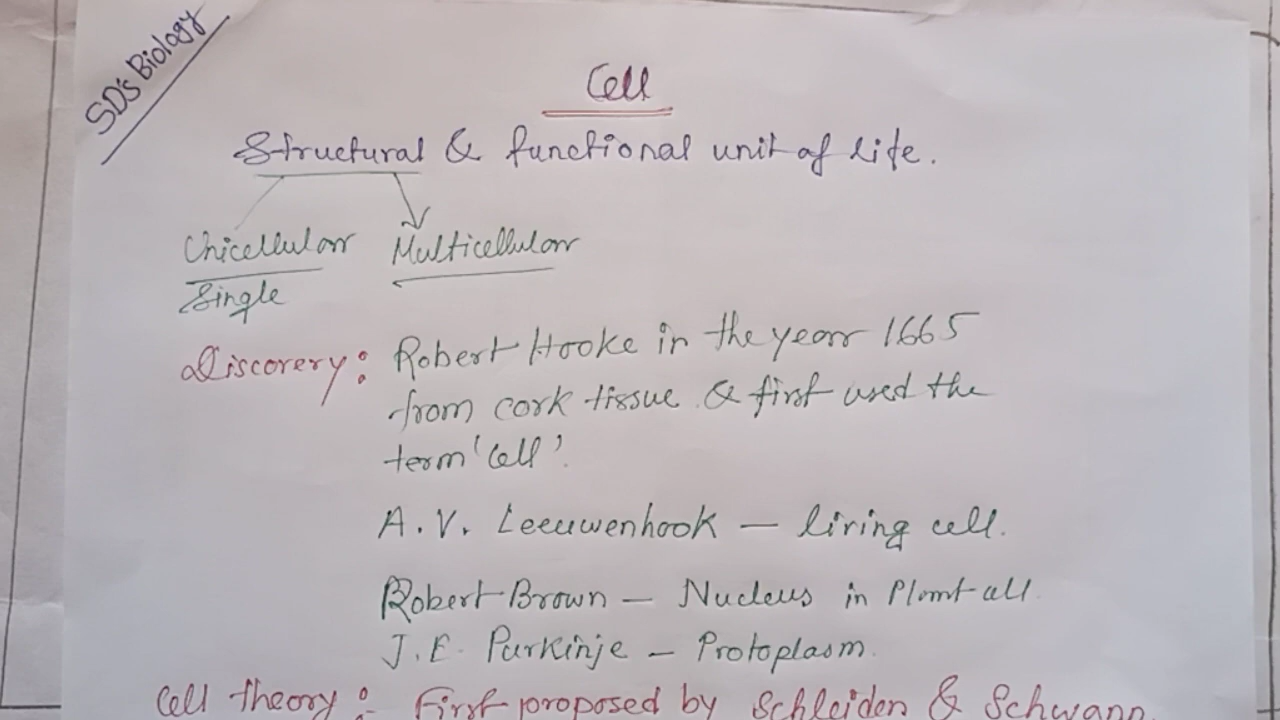 SD's Biology
Cell
Structural & functional unit of life.
Unicellular Multicellular
Single
Discovery: Robert Hooke in the year 1665
from cork tissue & first used the
term 'Cell'.
A. V. Leeuwenhook — living cell.
Robert Brown — Nucleus in Plant cell
J. E. Purkinje — Protoplasm.
Cell theory: First proposed by Schleiden & Schwann.